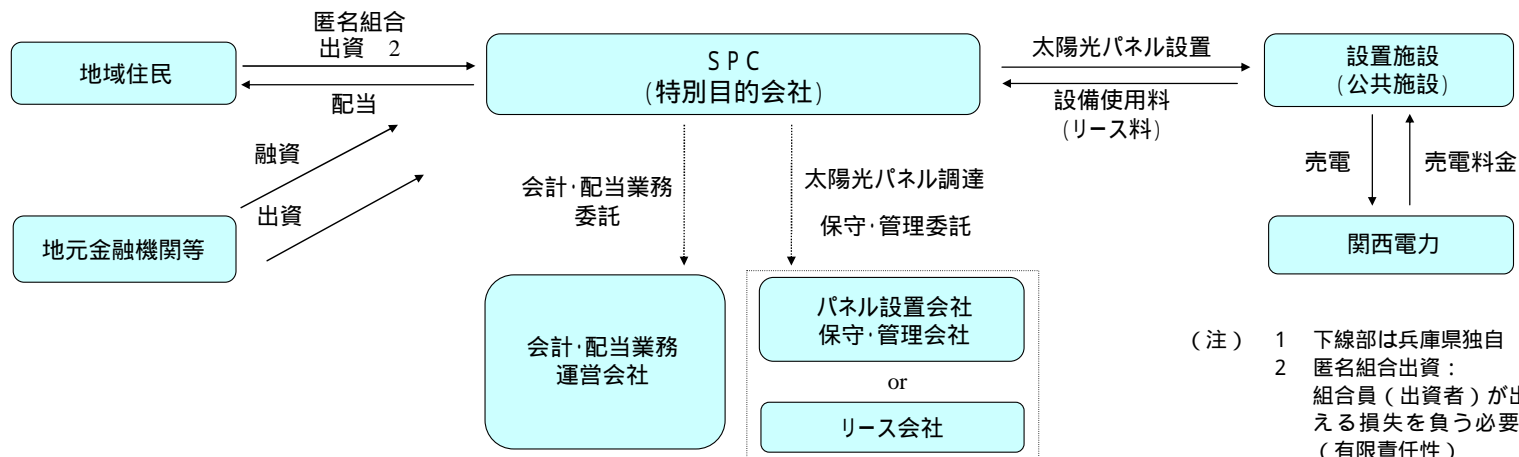 匿名組合
出資 2
地域住民
配当
融資
出資
地元金融機関等
ＳＰＣ
(特別目的会社)
太陽光パネル設置
設備使用料
(リース料)
設置施設
(公共施設)
売電
売電料金
関西電力
会計・配当業務
委託
太陽光パネル調達
保守・管理委託
会計・配当業務
運営会社
パネル設置会社
保守・管理会社
or
リース会社
(注) 1 下線部は兵庫県独自
2 匿名組合出資：
組合員（出資者）が出
える損失を負う必要
（有限責任性）